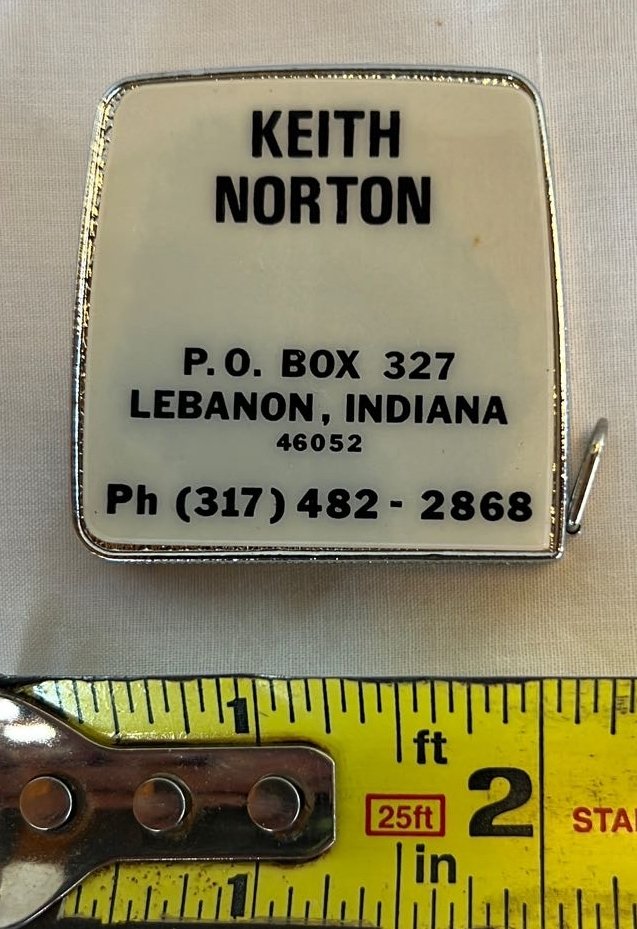 KEITH
NORTON
P.O. BOX 327
LEBANON, INDIANA
46052
Ph (317) 482 - 2868
1
ft
25ft
2
in
1